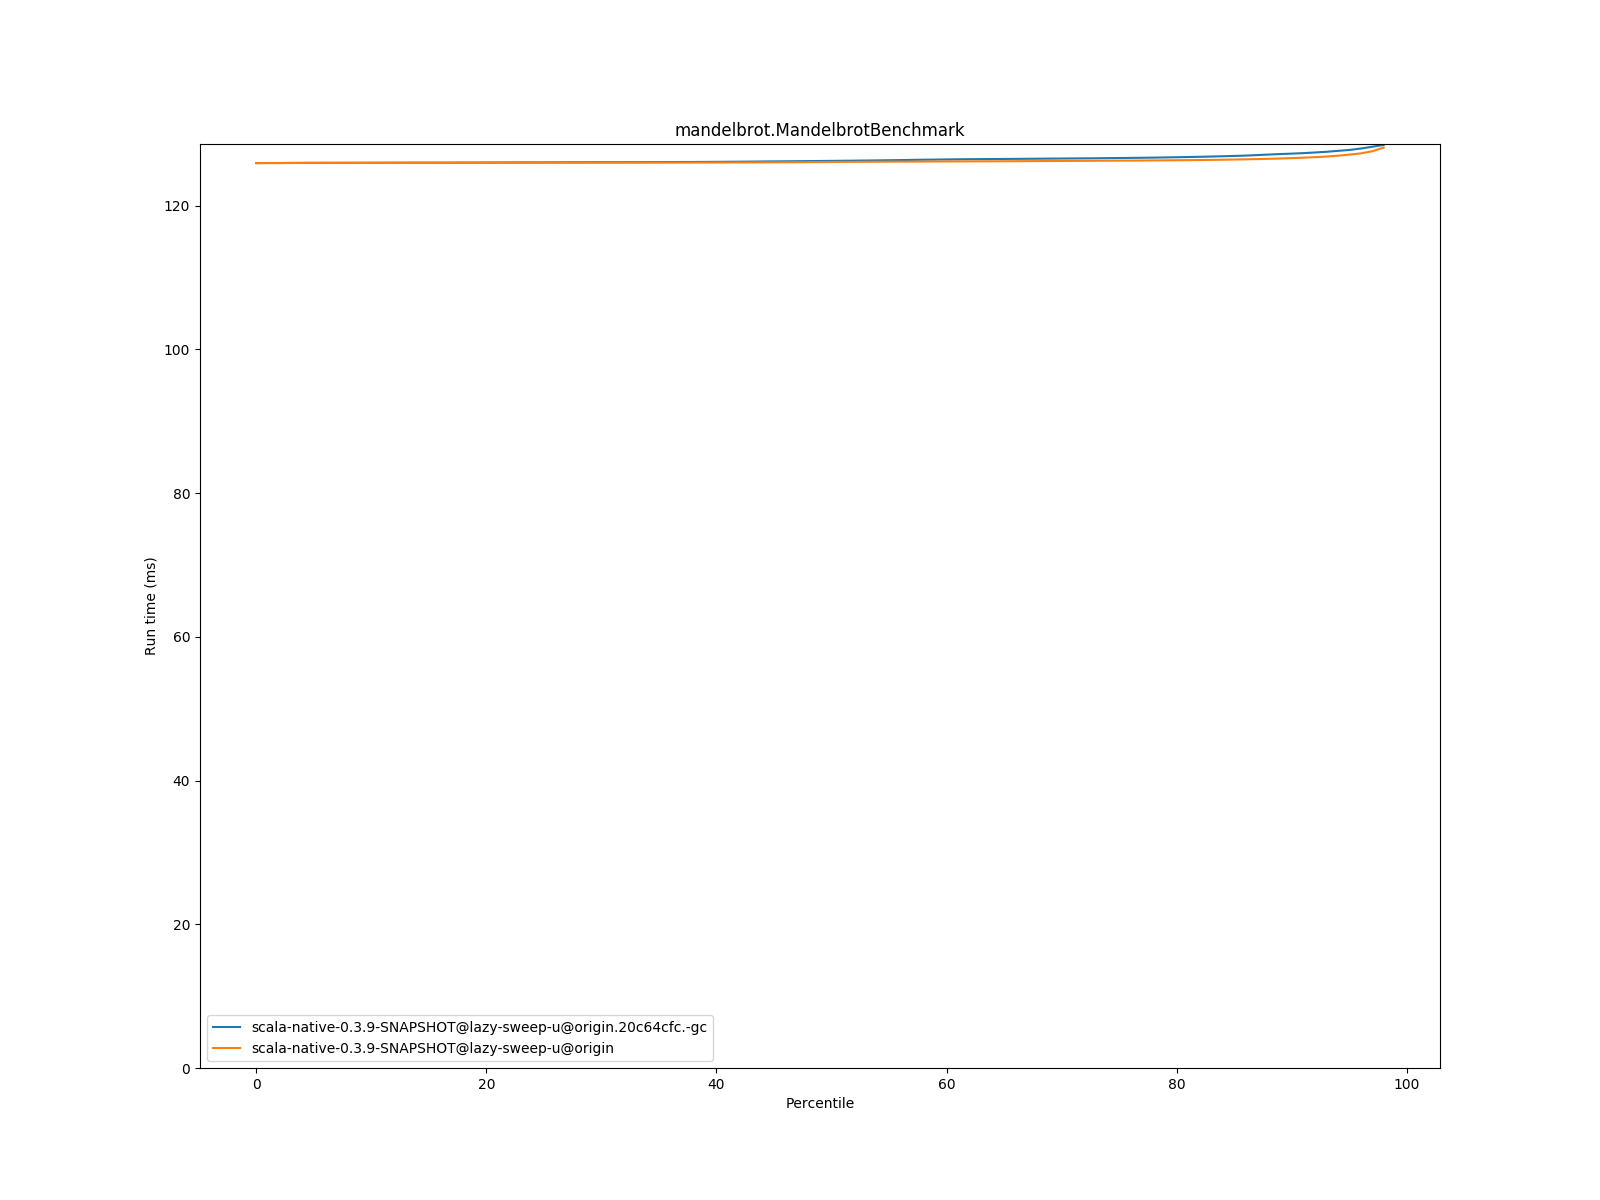 mandelbrot.MandelbrotBenchmark
120
100
80
60
40
20
0
Run time (ms)
scala-native-0.3.9-SNAPSHOT@lazy-sweep-u@origin.20c64cfc.-gc
scala-native-0.3.9-SNAPSHOT@lazy-sweep-u@origin
0 20 40 60 80 100
Percentile